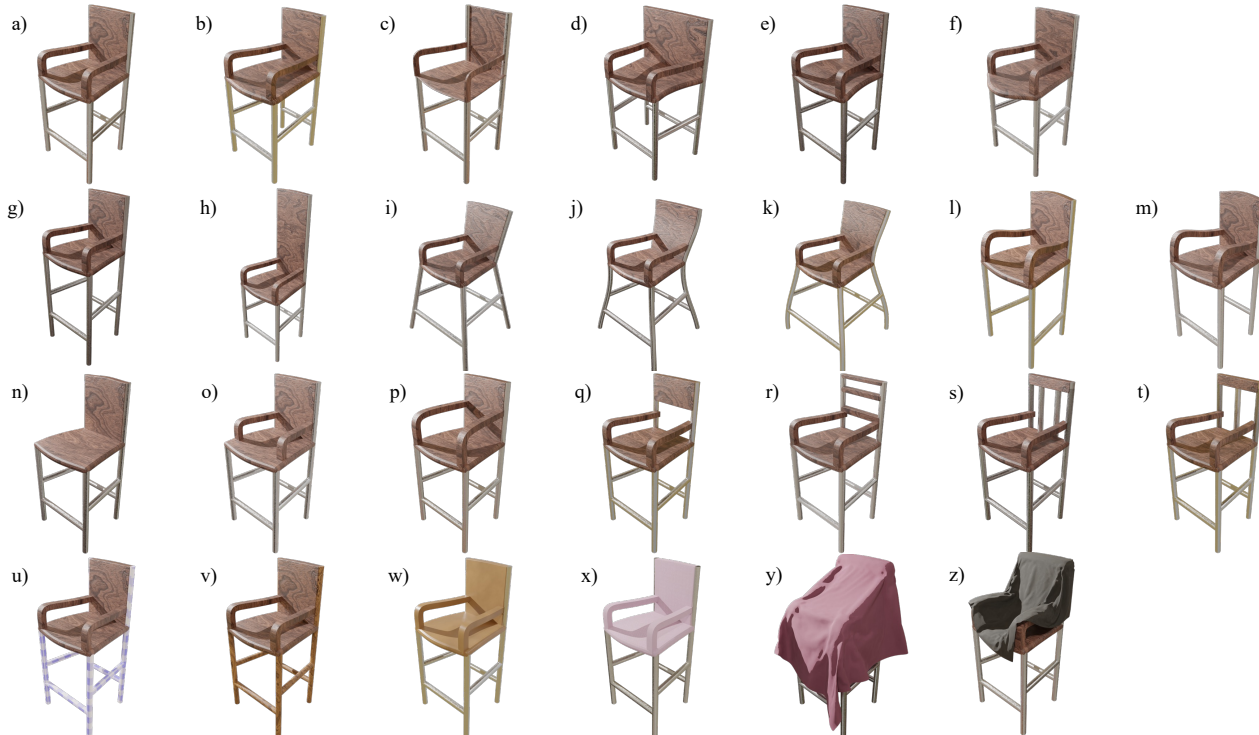 a) b) c) d) e) f)
g) h) i) j) k) l) m)
n) o) p) q) r) s) t)
u) v) w) x) y) z)